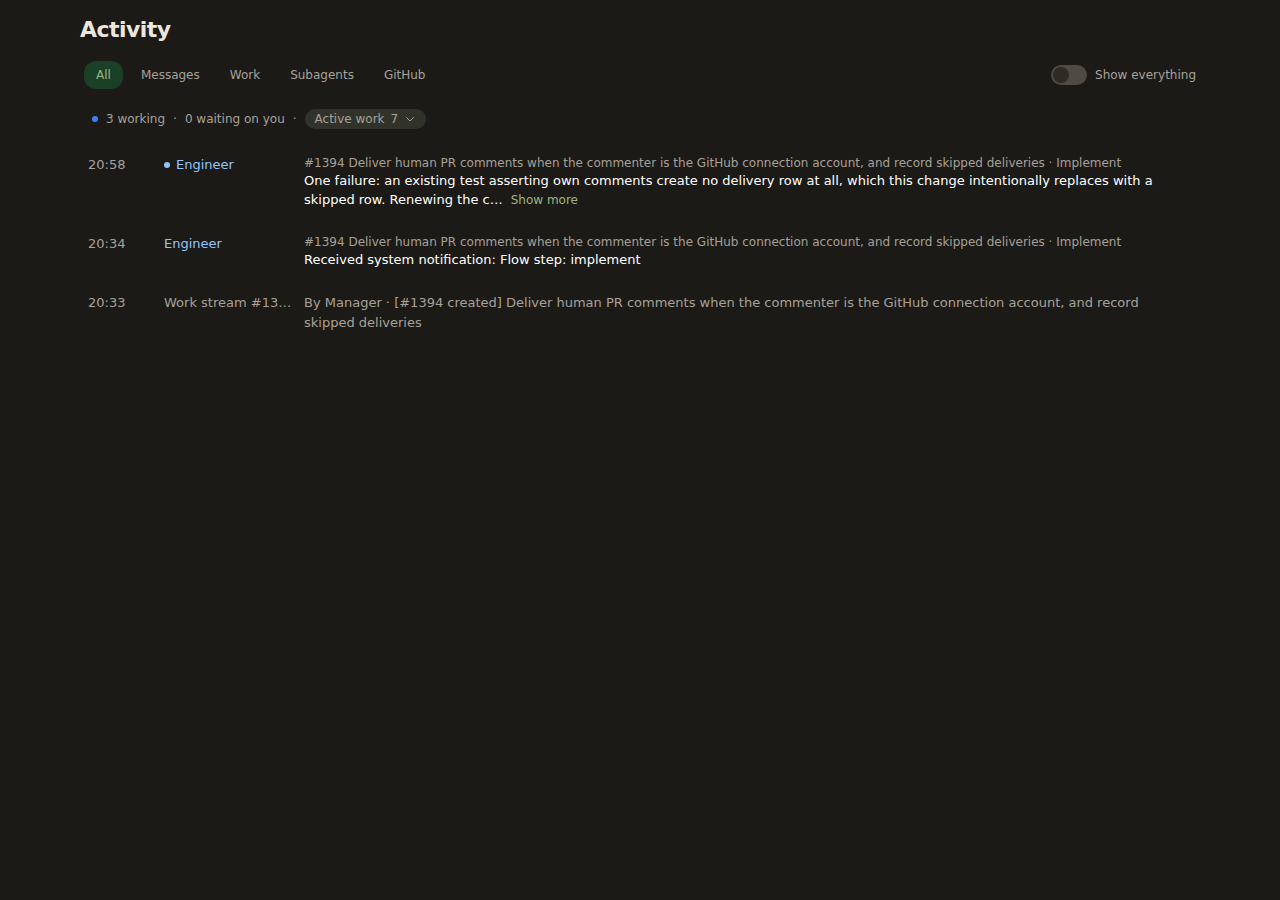 Activity
All Messages Work Subagents GitHub Show everything
3 working · 0 waiting on you · Active work 7
20:58 Engineer #1394 Deliver human PR comments when the commenter is the GitHub connection account, and record skipped deliveries · Implement
One failure: an existing test asserting own comments create no delivery row at all, which this change intentionally replaces with a
skipped row. Renewing the c… Show more
20:34 Engineer #1394 Deliver human PR comments when the commenter is the GitHub connection account, and record skipped deliveries · Implement
Received system notification: Flow step: implement
20:33 Work stream #13… By Manager · [#1394 created] Deliver human PR comments when the commenter is the GitHub connection account, and record
skipped deliveries